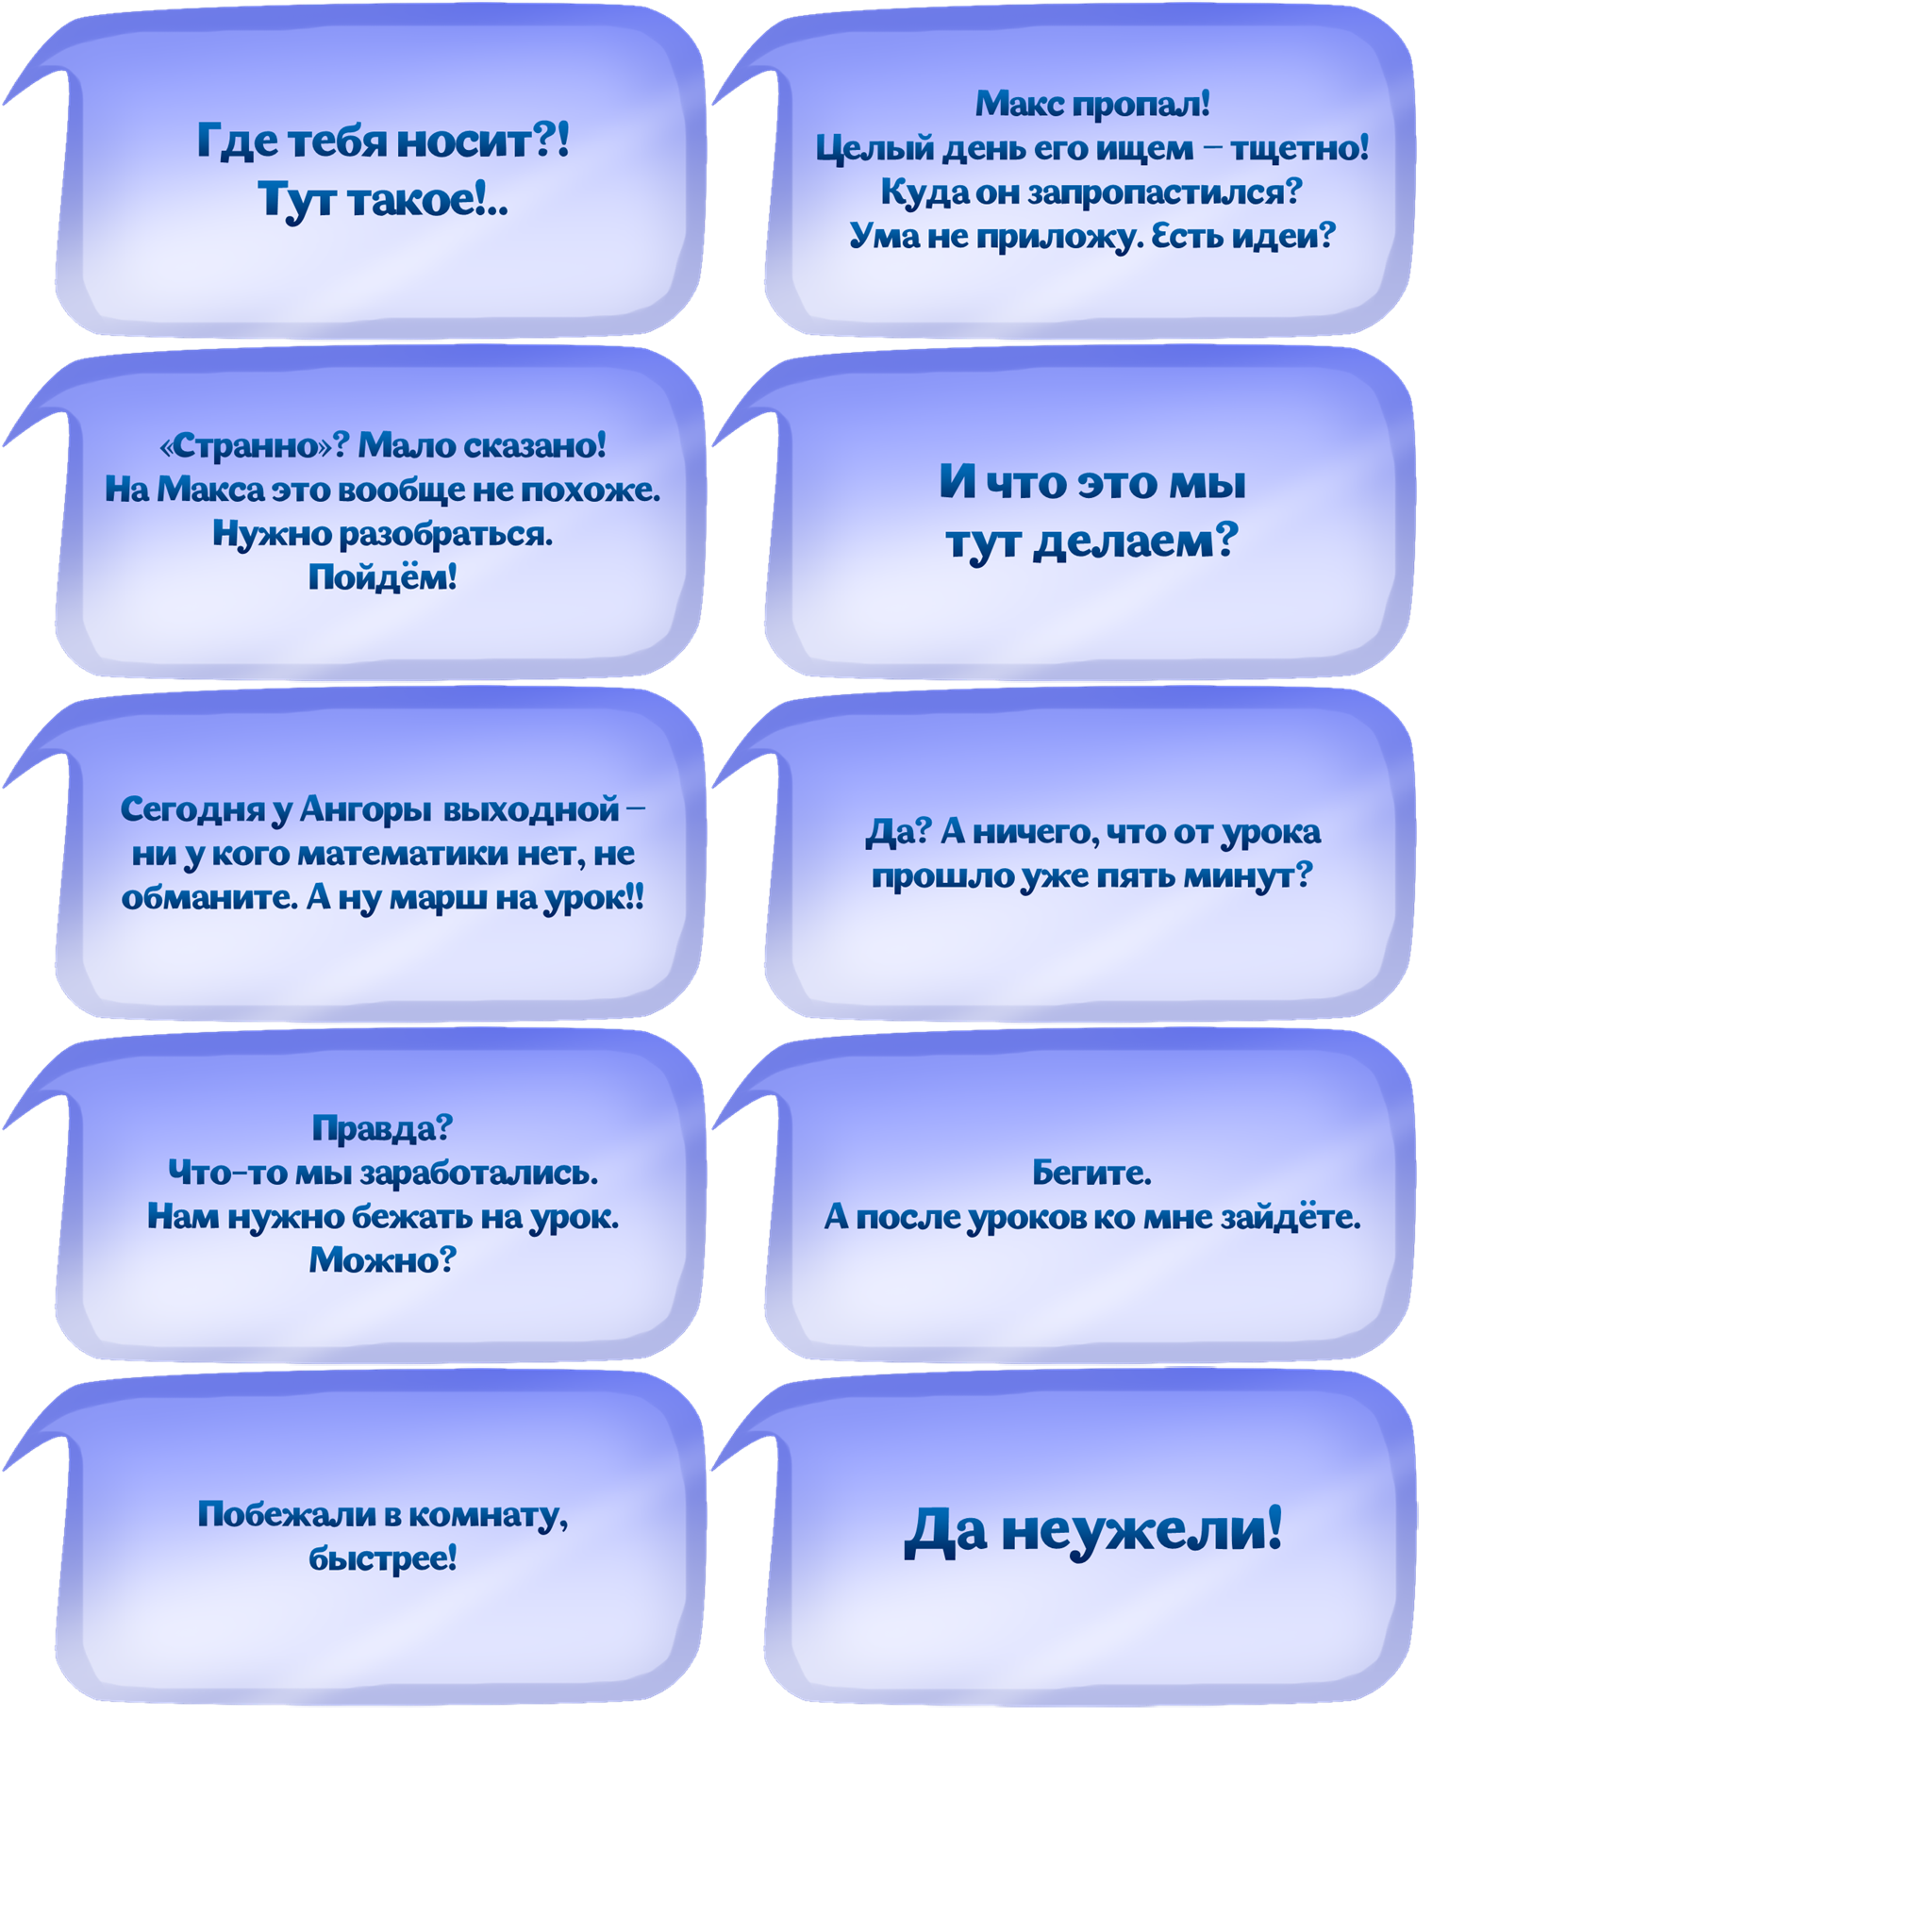 Где тебя носит?!
Тут такое!..
Макс пропал!
Целый день его ищем – тщетно!
Куда он запропастился?
Ума не приложу. Есть идеи?
«Странно»? Мало сказано!
На Макса это вообще не похоже.
Нужно разобраться.
Пойдём!
И что это мы
тут делаем?
Сегодня у Ангоры выходной –
ни у кого математики нет, не
обманите. А ну марш на урок!!
Да? А ничего, что от урока
прошло уже пять минут?
Правда?
Что-то мы заработались.
Нам нужно бежать на урок.
Можно?
Бегите.
А после уроков ко мне зайдёте.
Побежали в комнату,
быстрее!
Да неужели!